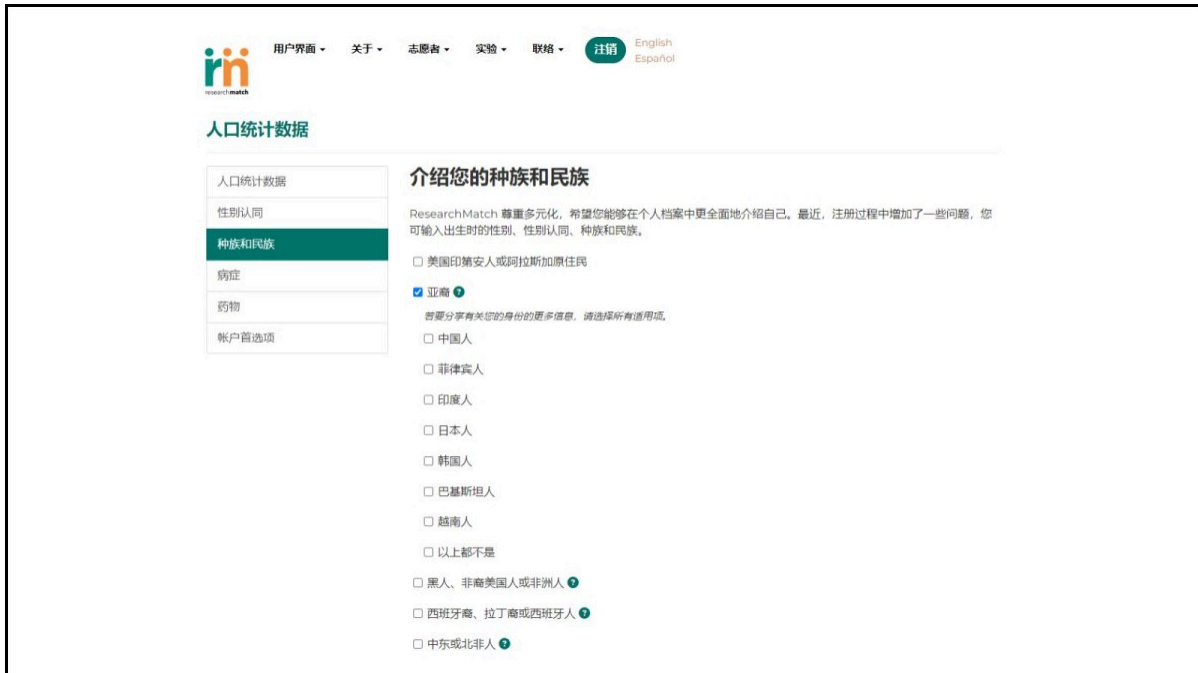 用户界面 关于 志愿者 实验 联络 注销 English
Español
rm
researchmatch
人口统计数据
人口统计数据
性别认同
种族和民族
病症
药物
帐户首选项
介绍您的种族和民族
ResearchMatch 尊重多元化，希望您能够在个人档案中更全面地介绍自己。最近，注册过程中增加了一些问题，您
可输入出生时的性别、性别认同、种族和民族。
美国印第安人或阿拉斯加原住民
亚裔 ?
若要分享有关您的身份的更多信息，请选择所有适用项。
中国人
菲律宾人
印度人
日本人
韩国人
巴基斯坦人
越南人
以上都不是
黑人、非裔美国人或非洲人 ?
西班牙裔、拉丁裔或西班牙人 ?
中东或北非人 ?